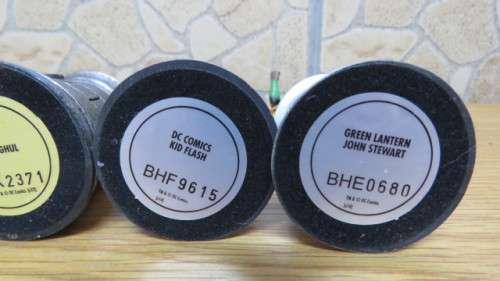 GHUL
A2371
DC COMICS
KID FLASH
BHF9615
GREEN LANTERN
JOHN STEWART
BHE0680